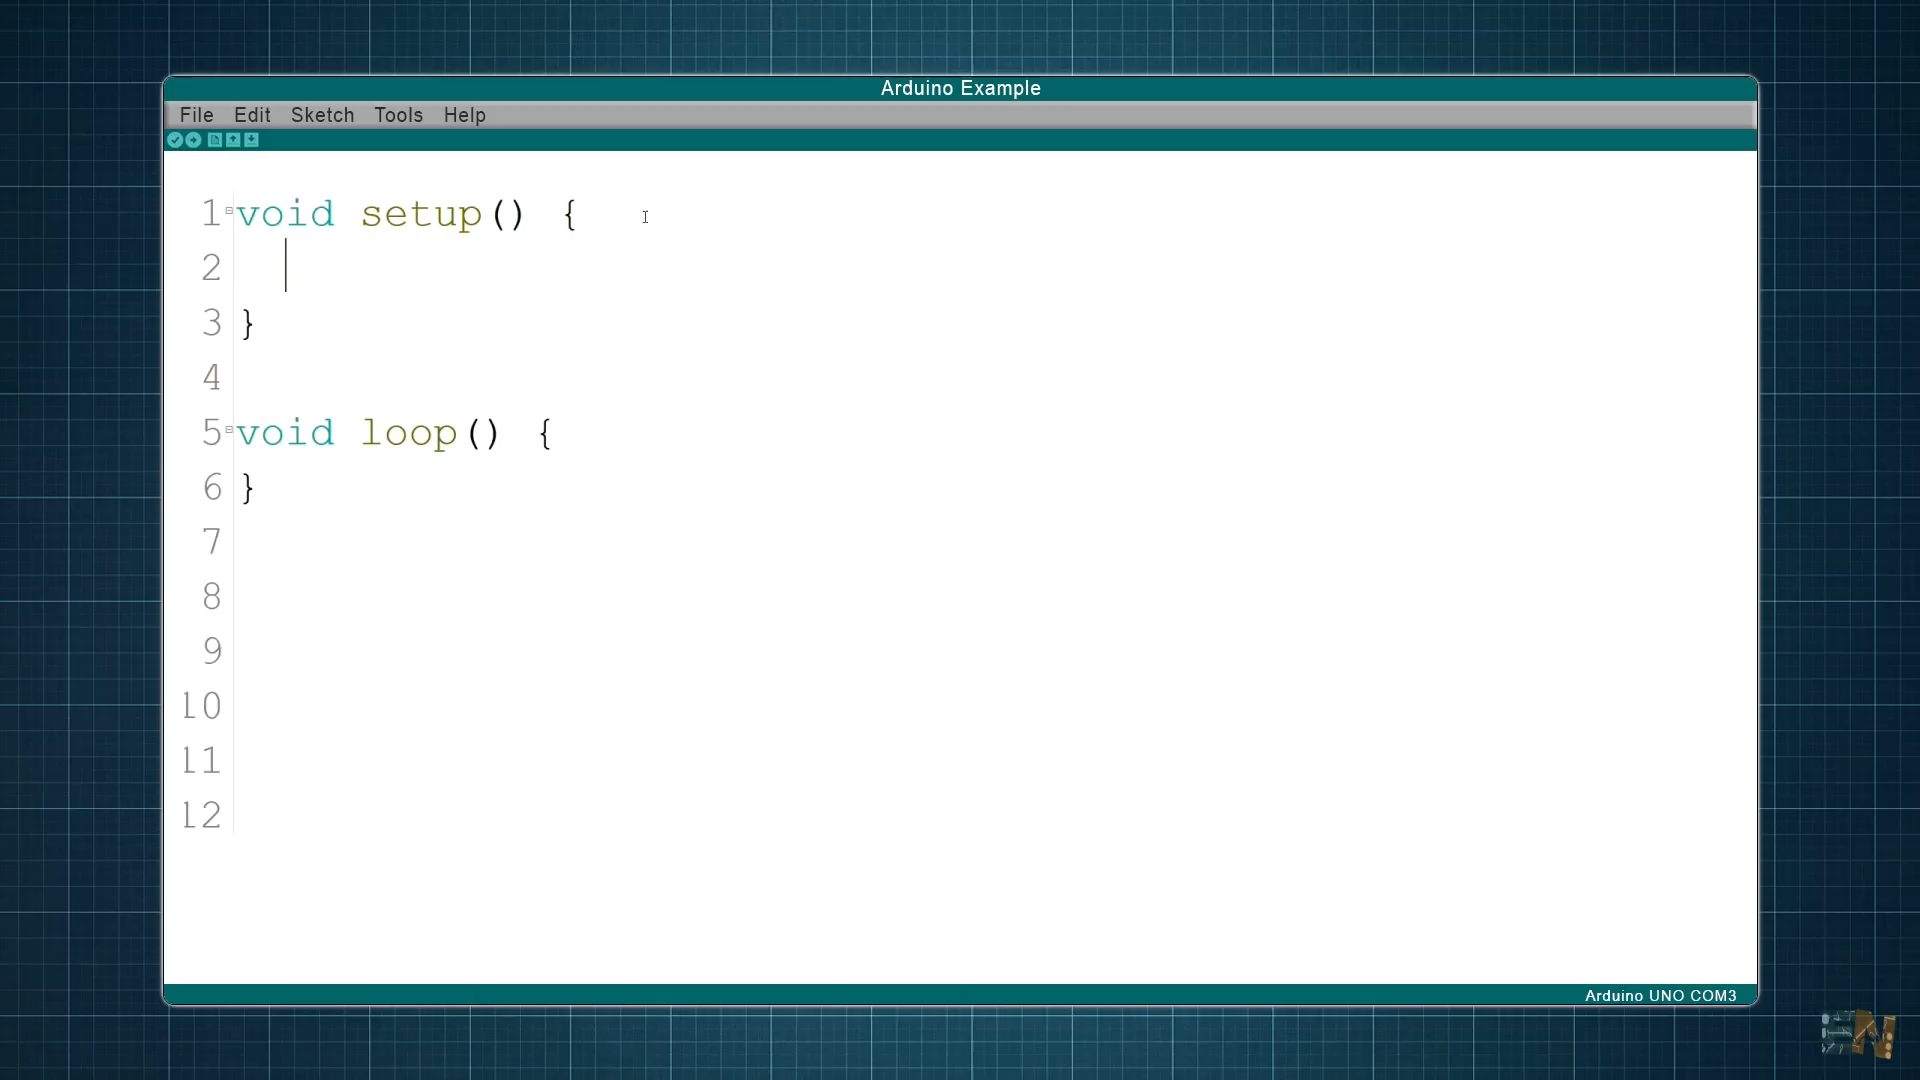 Arduino Example
File Edit Sketch Tools Help
1 void setup() {
2
3 }
4
5 void loop() {
6 }
7
8
9
10
11
12
Arduino UNO COM3
EN